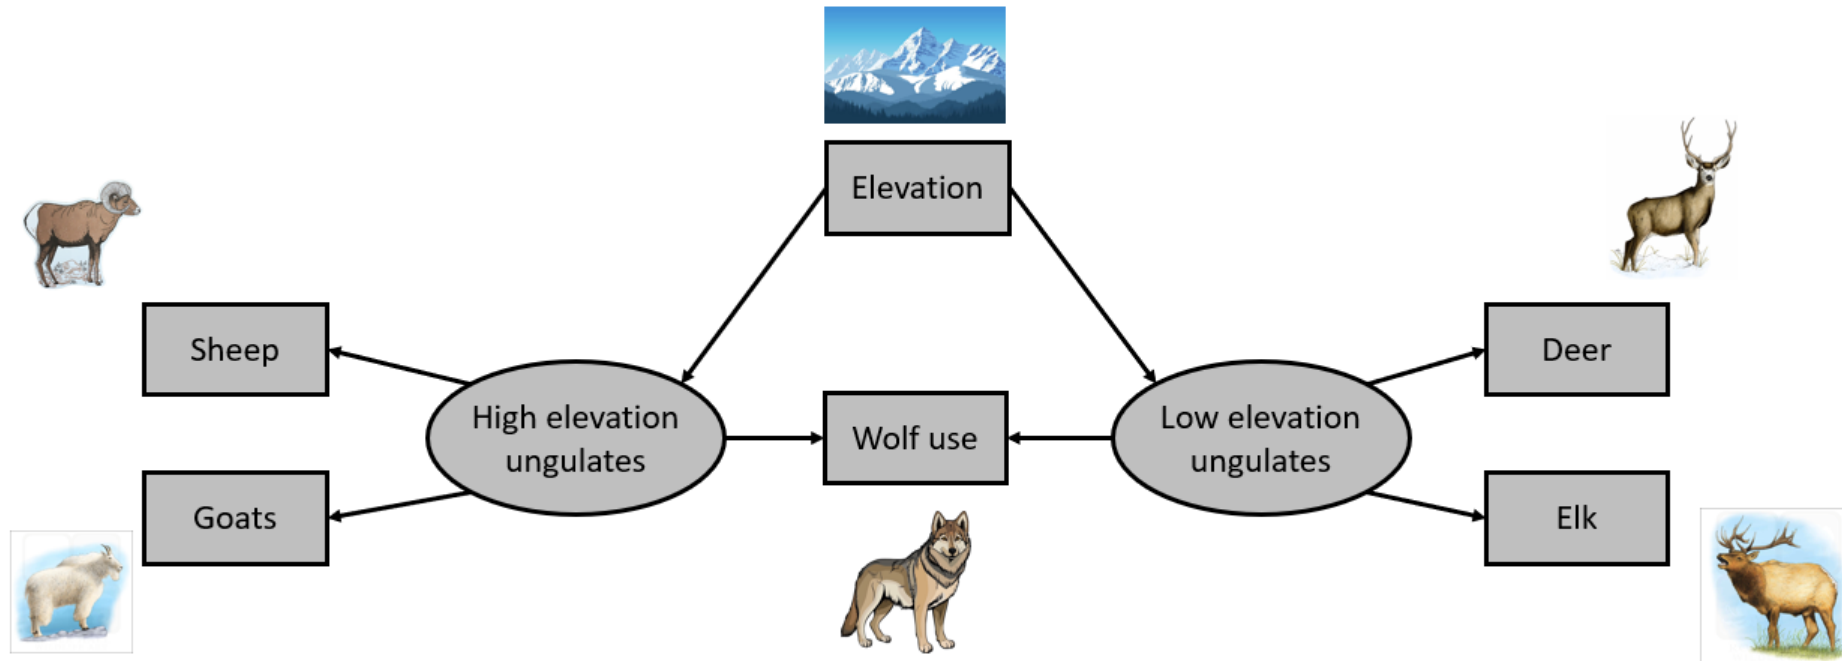 Elevation
Sheep
Deer
High elevation
ungulates
Wolf use
Low elevation
ungulates
Goats
Elk